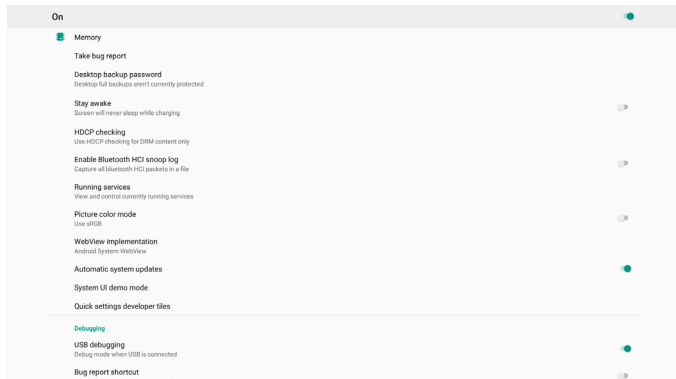 On
Memory
Take bug report
Desktop backup password
Desktop full backups aren't currently protected
Stay awake
Screen will never sleep while charging
HDCP checking
Use HDCP checking for DRM content only
Enable Bluetooth HCI snoop log
Capture all bluetooth HCI packets in a file
Running services
View and control currently running services
Picture color mode
Use sRGB
WebView implementation
Android System WebView
Automatic system updates
System UI demo mode
Quick settings developer tiles
Debugging
USB debugging
Debug mode when USB is connected
Bug report shortcut